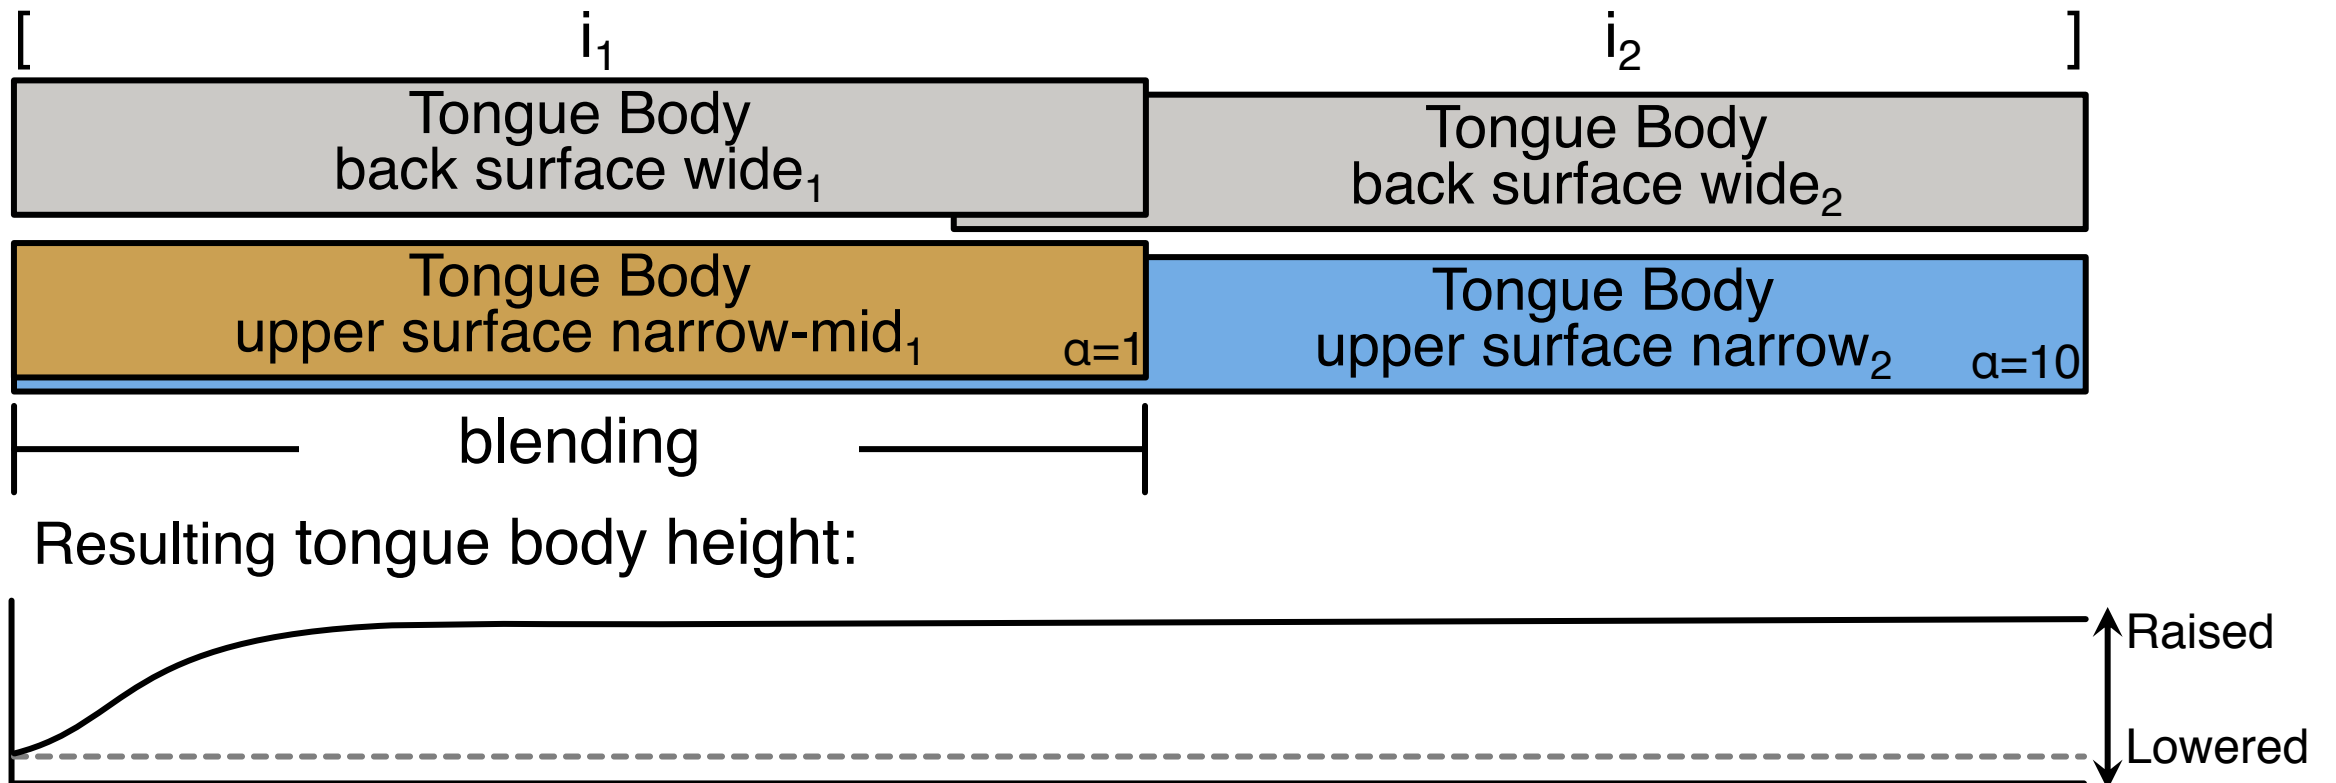 [ i₁ i₂ ]
Tongue Body
back surface wide₁
Tongue Body
back surface wide₂
Tongue Body
upper surface narrow-mid₁ α=1
Tongue Body
upper surface narrow₂ α=10
blending
Resulting tongue body height:
Raised
Lowered